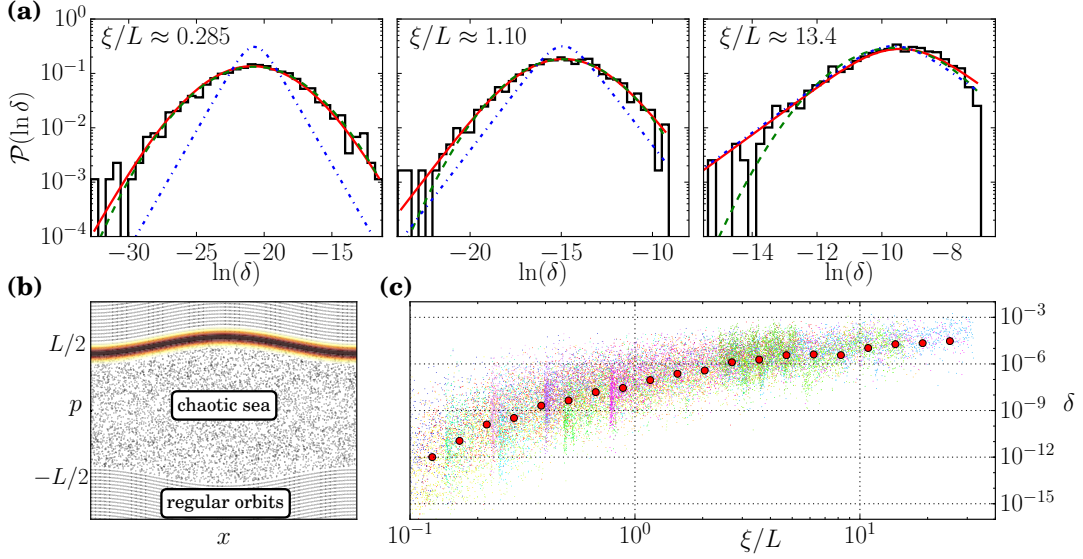 (a)
ξ/L ≈ 0.285
ξ/L ≈ 1.10
ξ/L ≈ 13.4
P(ln δ)
10^0
10^{-1}
10^{-2}
10^{-3}
10^{-4}
−30 −25 −20 −15
−20 −15 −10
−14 −12 −10 −8
ln(δ)
ln(δ)
ln(δ)
(b)
L/2
p
−L/2
chaotic sea
regular orbits
x
(c)
10^{-3}
10^{-6}
10^{-9}
10^{-12}
10^{-15}
δ
10^{-1} 10^0 10^1
ξ/L